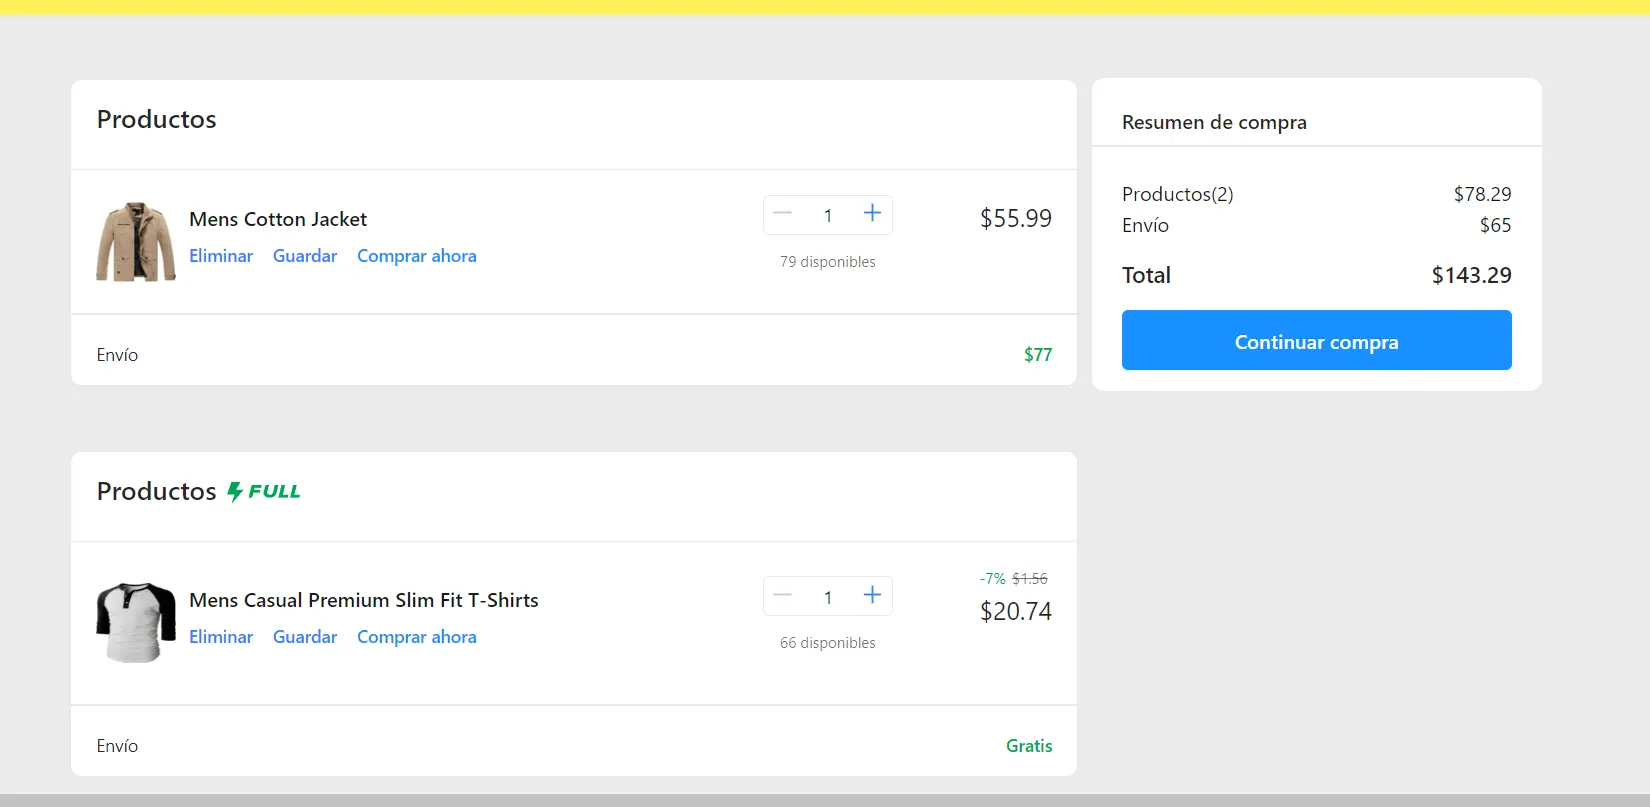 Productos
Mens Cotton Jacket
Eliminar Guardar Comprar ahora
1
79 disponibles
$55.99
Envío $77
Resumen de compra
Productos(2) $78.29
Envío $65
Total $143.29
Continuar compra
Productos FULL
Mens Casual Premium Slim Fit T-Shirts
Eliminar Guardar Comprar ahora
1
66 disponibles
-7% $1.56
$20.74
Envío Gratis